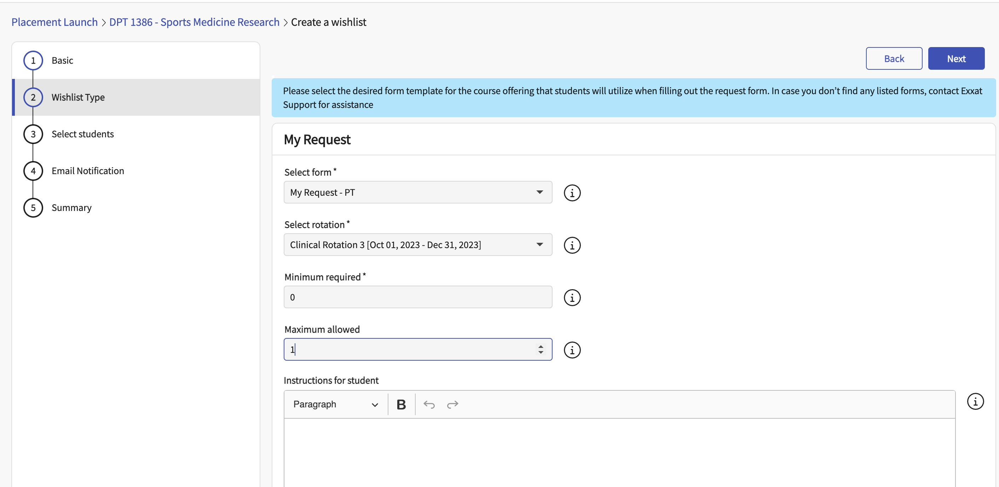 Placement Launch > DPT 1386 - Sports Medicine Research > Create a wishlist
1 Basic
2 Wishlist Type
3 Select students
4 Email Notification
5 Summary
Back Next
Please select the desired form template for the course offering that students will utilize when filling out the request form. In case you don’t find any listed forms, contact Exxat
Support for assistance
My Request
Select form *
My Request - PT
Select rotation *
Clinical Rotation 3 [Oct 01, 2023 - Dec 31, 2023]
Minimum required *
0
Maximum allowed
1
Instructions for student
Paragraph B